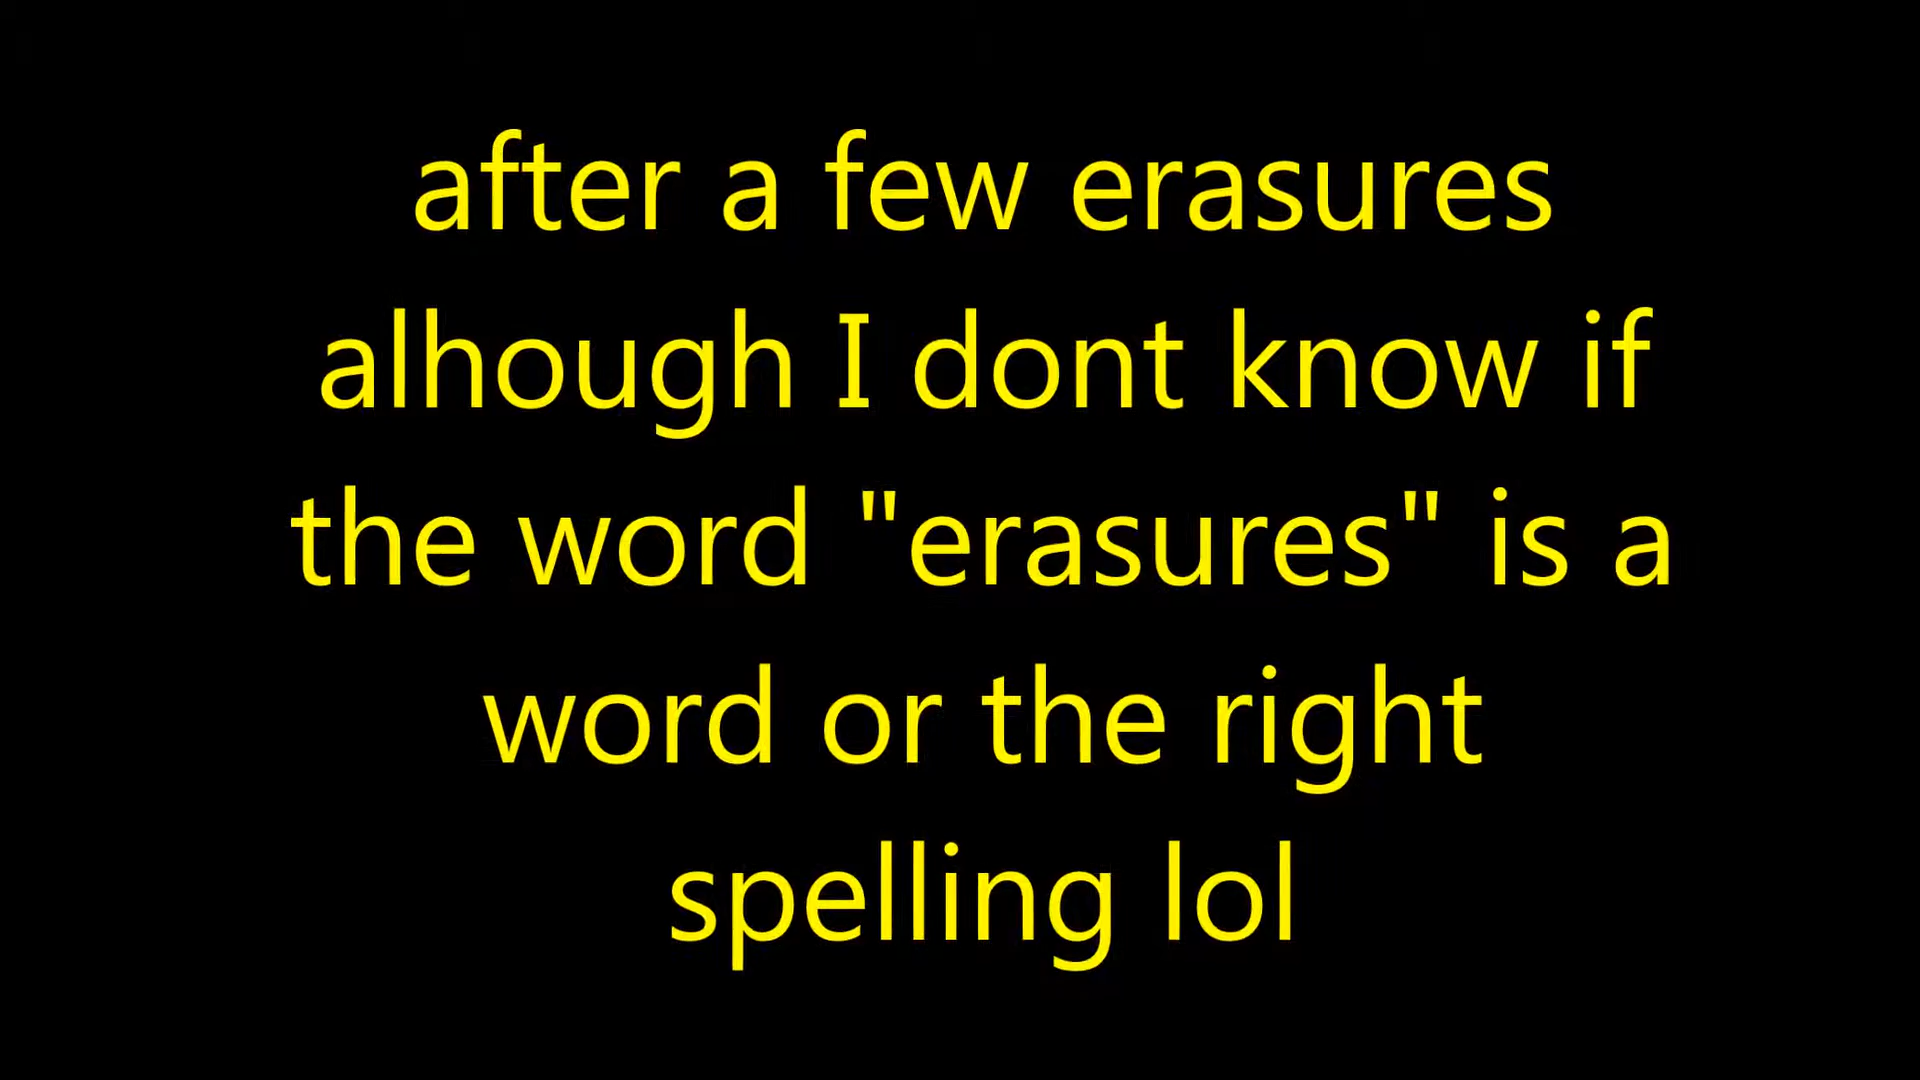 after a few erasures
alhough I dont know if
the word "erasures" is a
word or the right
spelling lol